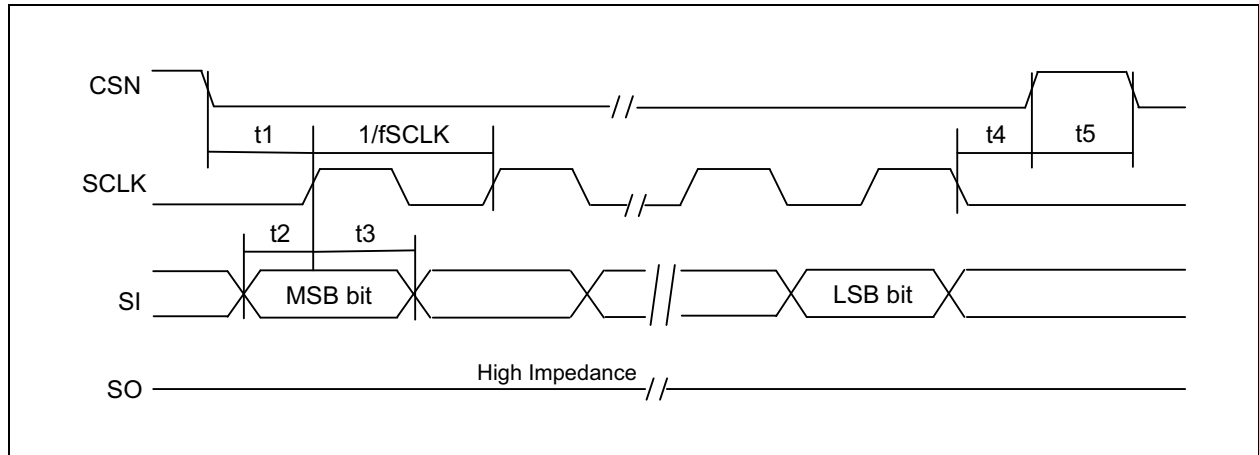 CSN
t1
1/fSCLK
t4
t5
SCLK
t2
t3
SI
MSB bit
LSB bit
High Impedance
SO